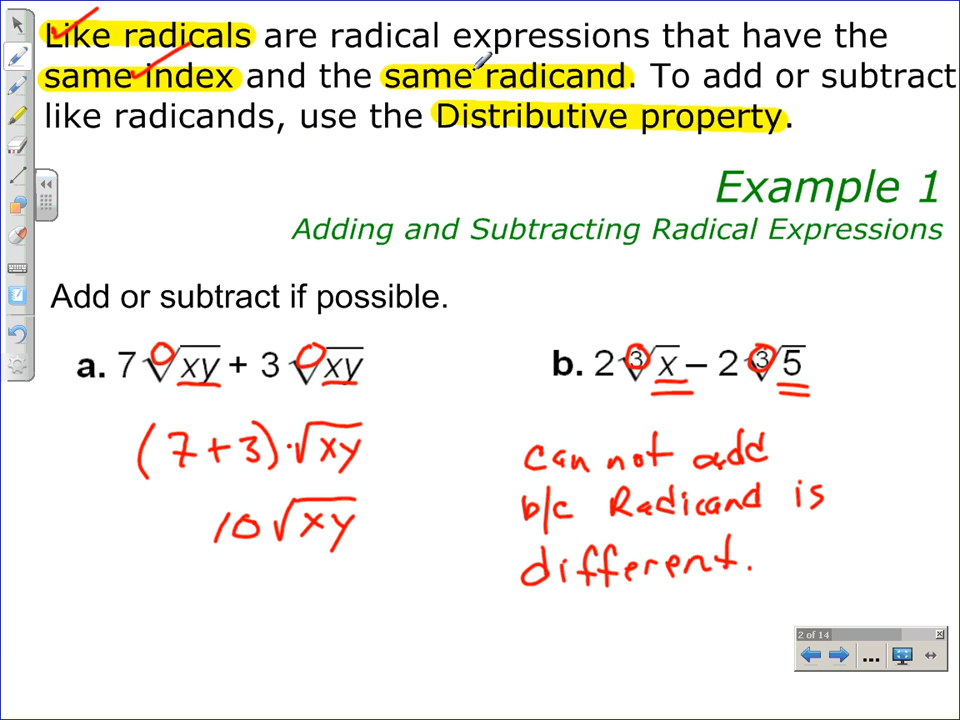 Like radicals are radical expressions that have the
same index and the same radicand. To add or subtract
like radicands, use the Distributive property.
Example 1
Adding and Subtracting Radical Expressions
Add or subtract if possible.
a. 7√xy + 3√xy
b. 2∛x – 2∛5
(7+3)·√xy
10√xy
can not add
b/c Radicand is
different.
2 of 14
...